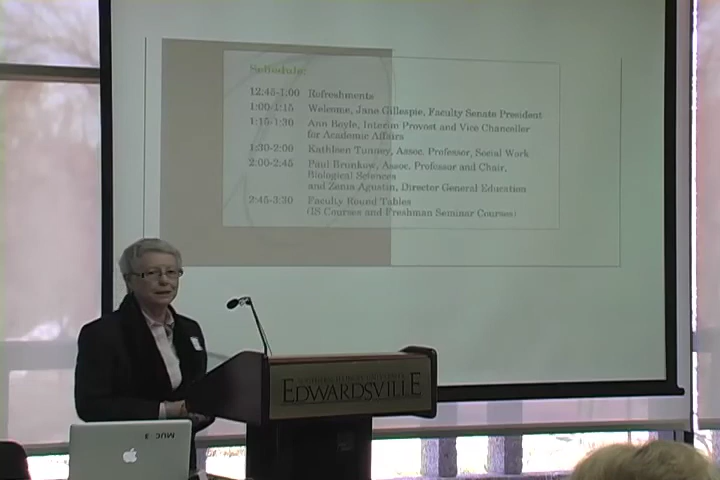 Schedule:
12:45-1:00 Refreshments
1:00-1:15 Welcome, Jane Gillespie, Faculty Senate President
1:15-1:30 Ann Boyle, Interim Provost and Vice Chancellor
for Academic Affairs
1:30-2:00 Kathleen Tunney, Assoc. Professor, Social Work
2:00-2:45 Paul Brunkow, Assoc. Professor and Chair,
Biological Sciences
and Zenia Agustin, Director General Education
2:45-3:30 Faculty Round Tables
(IS Courses and Freshman Seminar Courses)
EDWARDSVILLE
MUC 3